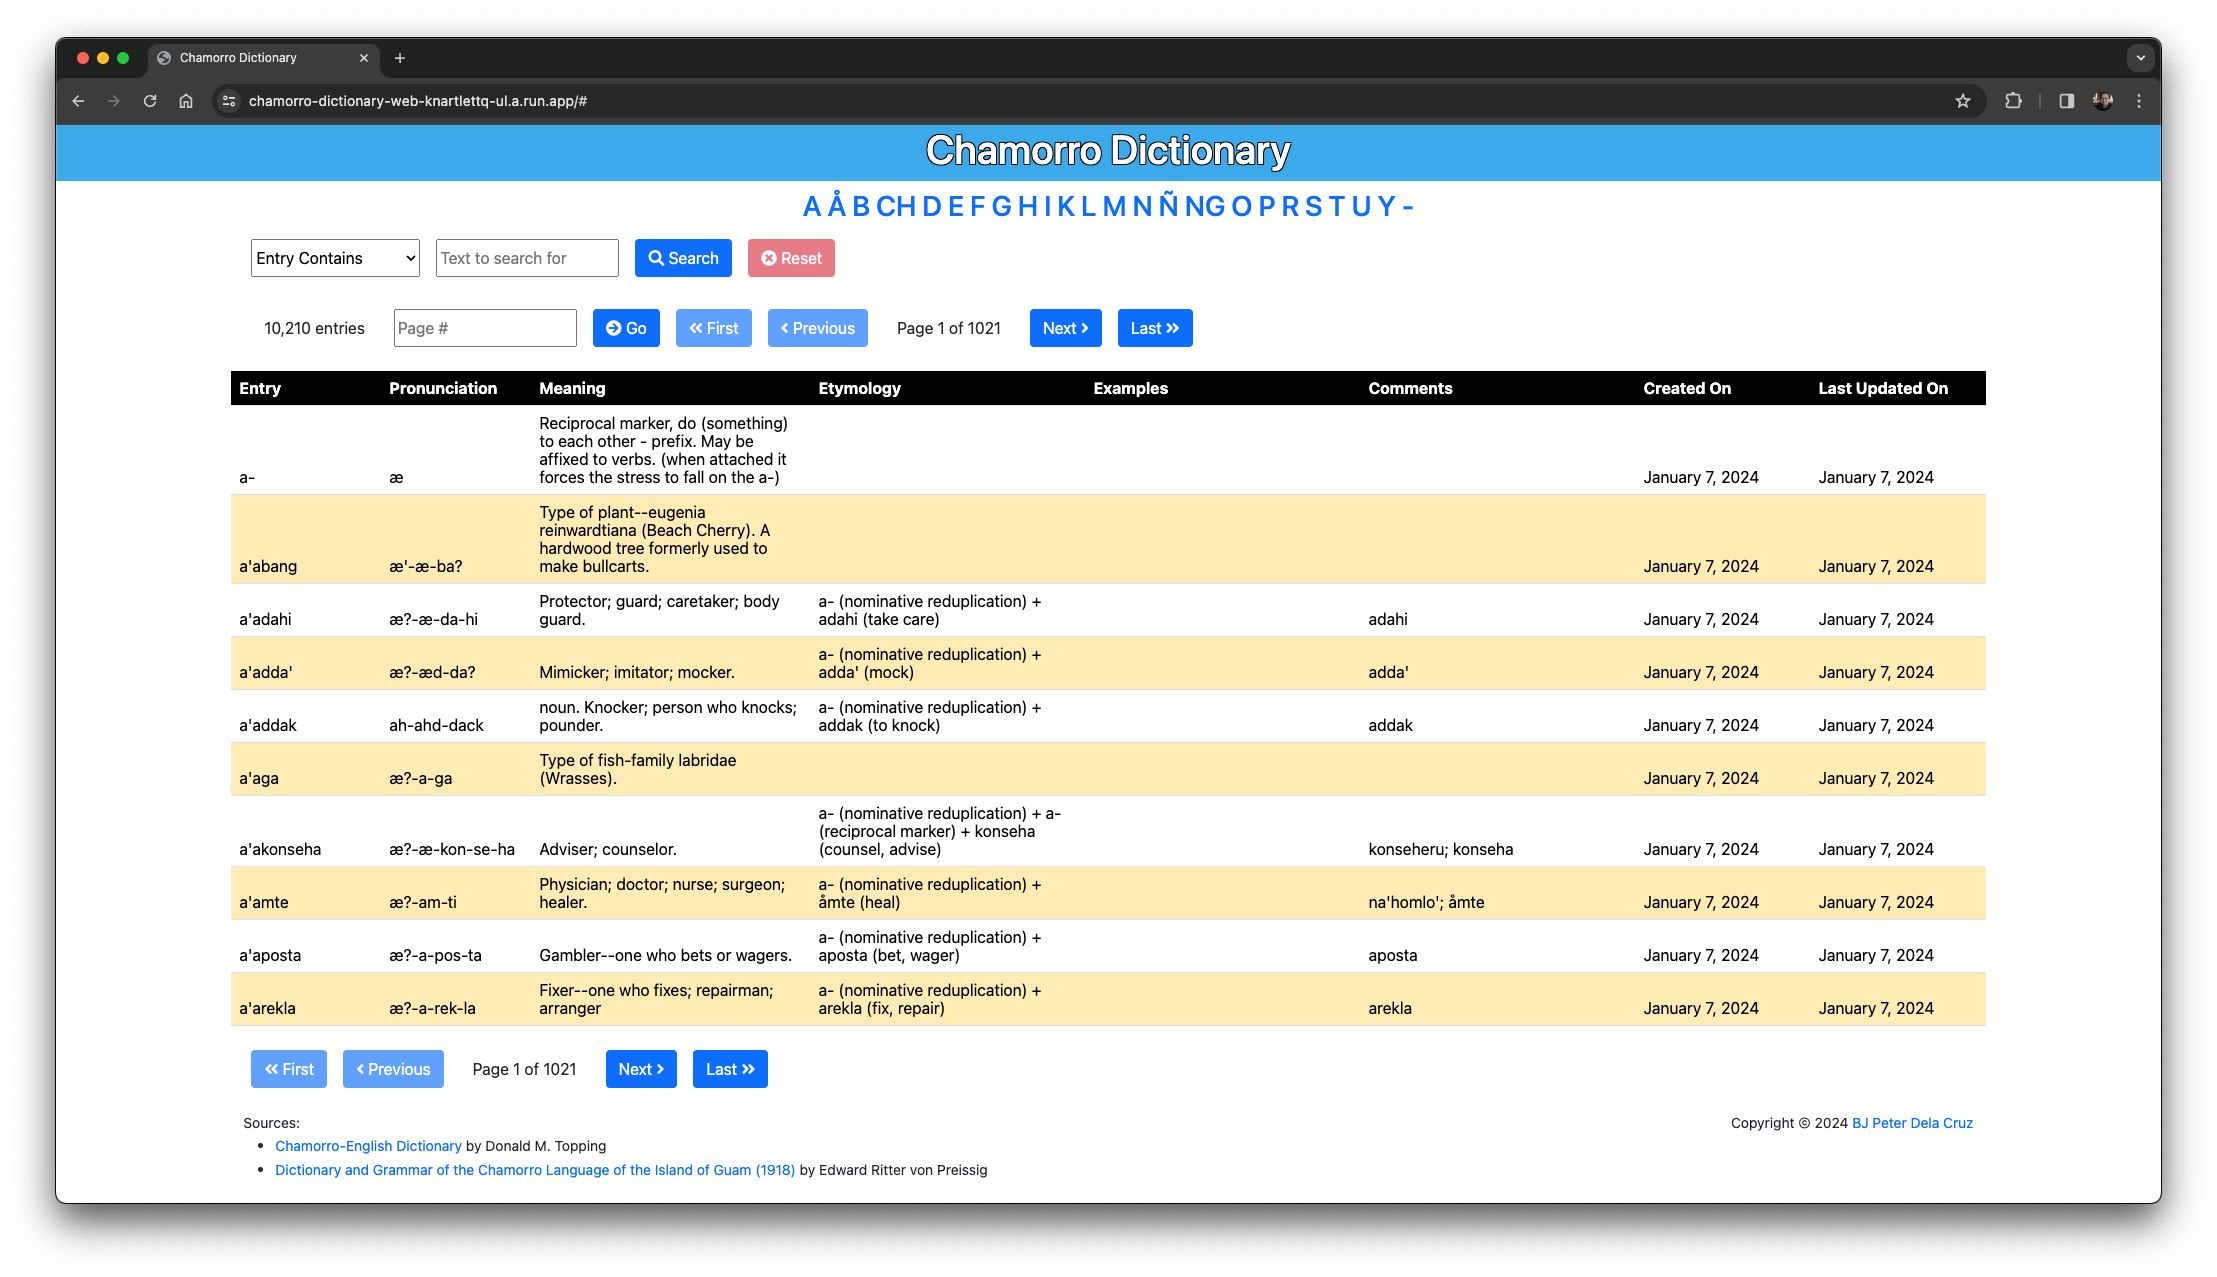 Chamorro Dictionary
chamorro-dictionary-web-knartlettq-ul.a.run.app/#
Chamorro Dictionary
A Å B CH D E F G H I K L M N Ñ NG O P R S T U Y -
Entry Contains Text to search for Search Reset
10,210 entries Page # Go First Previous Page 1 of 1021 Next Last
Entry Pronunciation Meaning Etymology Examples Comments Created On Last Updated On
Reciprocal marker, do (something)
to each other - prefix. May be
affixed to verbs. (when attached it
a- æ forces the stress to fall on the a-) January 7, 2024 January 7, 2024
Type of plant--eugenia
reinwardtiana (Beach Cherry). A
hardwood tree formerly used to
a'abang æ'-æ-ba? make bullcarts. January 7, 2024 January 7, 2024
Protector; guard; caretaker; body a- (nominative reduplication) +
a'adahi æ?-æ-da-hi guard. adahi (take care) adahi January 7, 2024 January 7, 2024
a- (nominative reduplication) +
a'adda' æ?-æd-da? Mimicker; imitator; mocker. adda' (mock) adda' January 7, 2024 January 7, 2024
noun. Knocker; person who knocks; a- (nominative reduplication) +
a'addak ah-ahd-dack pounder. addak (to knock) addak January 7, 2024 January 7, 2024
Type of fish-family labridae
a'aga æ?-a-ga (Wrasses). January 7, 2024 January 7, 2024
a- (nominative reduplication) + a-
(reciprocal marker) + konseha
a'akonseha æ?-æ-kon-se-ha Adviser; counselor. (counsel, advise) konseheru; konseha January 7, 2024 January 7, 2024
Physician; doctor; nurse; surgeon; a- (nominative reduplication) +
a'amte æ?-am-ti healer. åmte (heal) na'homlo'; åmte January 7, 2024 January 7, 2024
a- (nominative reduplication) +
a'aposta æ?-a-pos-ta Gambler--one who bets or wagers. aposta (bet, wager) aposta January 7, 2024 January 7, 2024
Fixer--one who fixes; repairman; a- (nominative reduplication) +
a'arekla æ?-a-rek-la arranger arekla (fix, repair) arekla January 7, 2024 January 7, 2024
First Previous Page 1 of 1021 Next Last
Sources: Copyright © 2024 BJ Peter Dela Cruz
Chamorro-English Dictionary by Donald M. Topping
Dictionary and Grammar of the Chamorro Language of the Island of Guam (1918) by Edward Ritter von Preissig